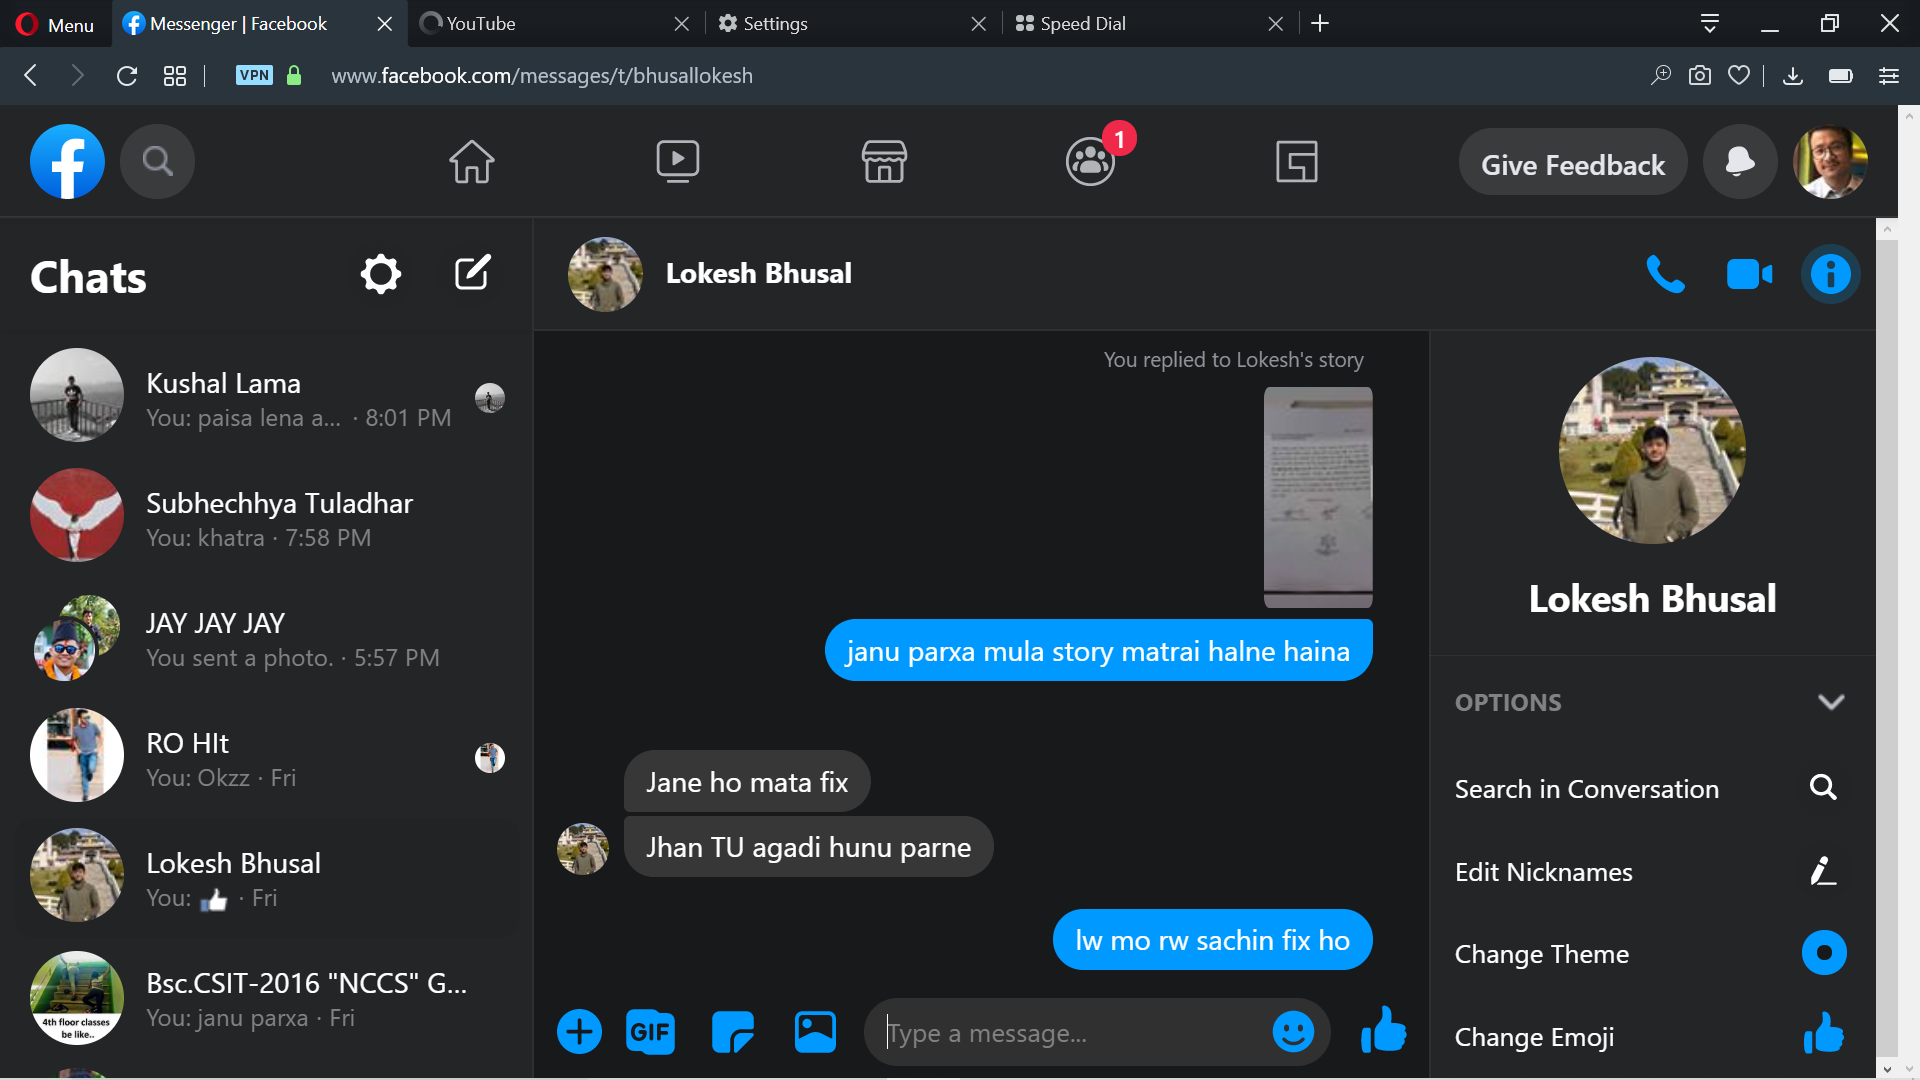 Menu
Messenger | Facebook
YouTube
Settings
Speed Dial
VPN
www.facebook.com/messages/t/bhusallokesh
1
Give Feedback
Chats
Kushal Lama
You: paisa lena a... · 8:01 PM
Subhechhya Tuladhar
You: khatra · 7:58 PM
JAY JAY JAY
You sent a photo. · 5:57 PM
RO HIt
You: Okzz · Fri
Lokesh Bhusal
You: 👍 · Fri
Bsc.CSIT-2016 "NCCS" G...
You: janu parxa · Fri
4th floor classes
be like..
Lokesh Bhusal
You replied to Lokesh's story
janu parxa mula story matrai halne haina
Jane ho mata fix
Jhan TU agadi hunu parne
lw mo rw sachin fix ho
GIF
Type a message...
Lokesh Bhusal
OPTIONS
Search in Conversation
Edit Nicknames
Change Theme
Change Emoji